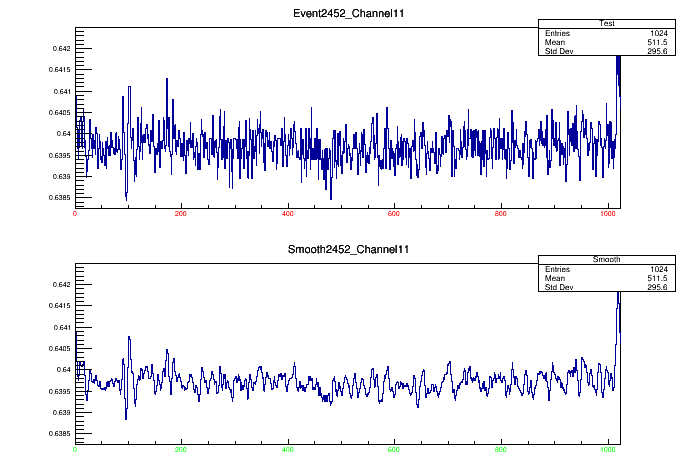 Event2452_Channel11
Test
Entries 1024
Mean 511.5
Std Dev 295.6
0.642
0.6415
0.641
0.6405
0.64
0.6395
0.639
0.6385
0 200 400 600 800 1000
Smooth2452_Channel11
Smooth
Entries 1024
Mean 511.5
Std Dev 295.6
0.642
0.6415
0.641
0.6405
0.64
0.6395
0.639
0.6385
0 200 400 600 800 1000